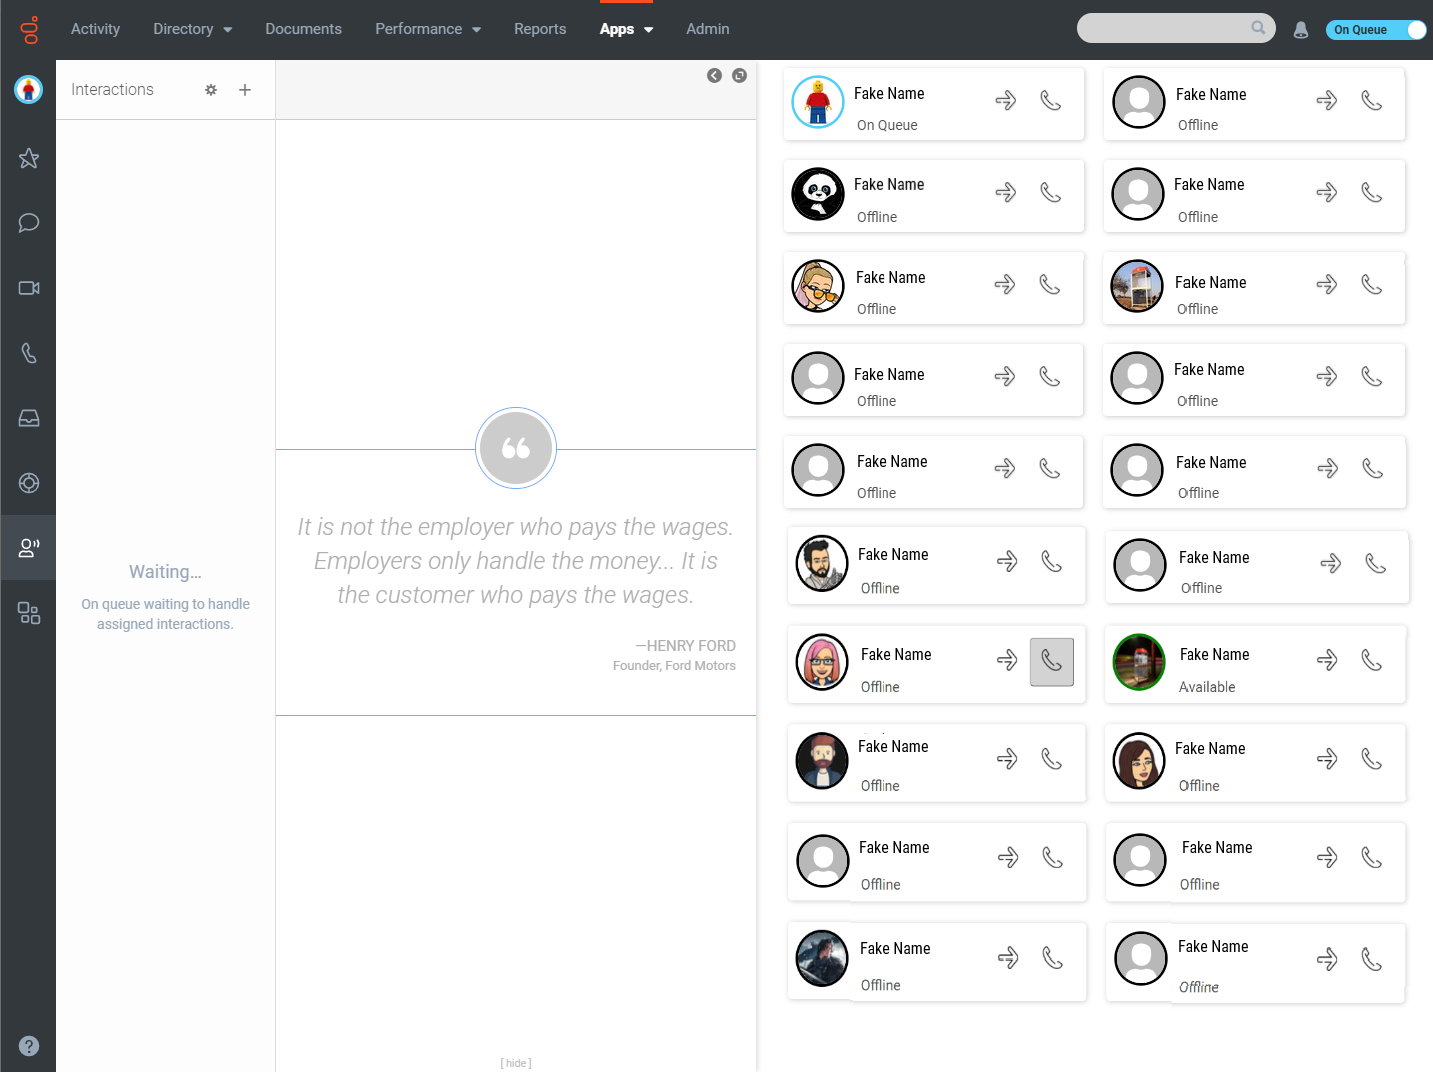 Activity
Directory
Documents
Performance
Reports
Apps
Admin
On Queue
Interactions
Waiting...
On queue waiting to handle
assigned interactions.
It is not the employer who pays the wages.
Employers only handle the money... It is
the customer who pays the wages.
—HENRY FORD
Founder, Ford Motors
[ hide ]
Fake Name
On Queue
Fake Name
Offline
Fake Name
Offline
Fake Name
Offline
Fake Name
Offline
Fake Name
Offline
Fake Name
Offline
Fake Name
Offline
Fake Name
Offline
Fake Name
Offline
Fake Name
Offline
Fake Name
Offline
Fake Name
Offline
Fake Name
Available
Fake Name
Offline
Fake Name
Offline
Fake Name
Offline
Fake Name
Offline
Fake Name
Offline
Fake Name
Offline